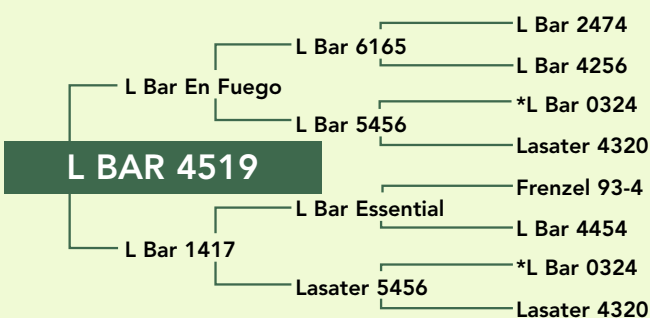 L Bar 2474
L Bar 6165
L Bar 4256
L Bar En Fuego
*L Bar 0324
L Bar 5456
Lasater 4320
L BAR 4519
Frenzel 93-4
L Bar Essential
L Bar 4454
L Bar 1417
*L Bar 0324
Lasater 5456
Lasater 4320